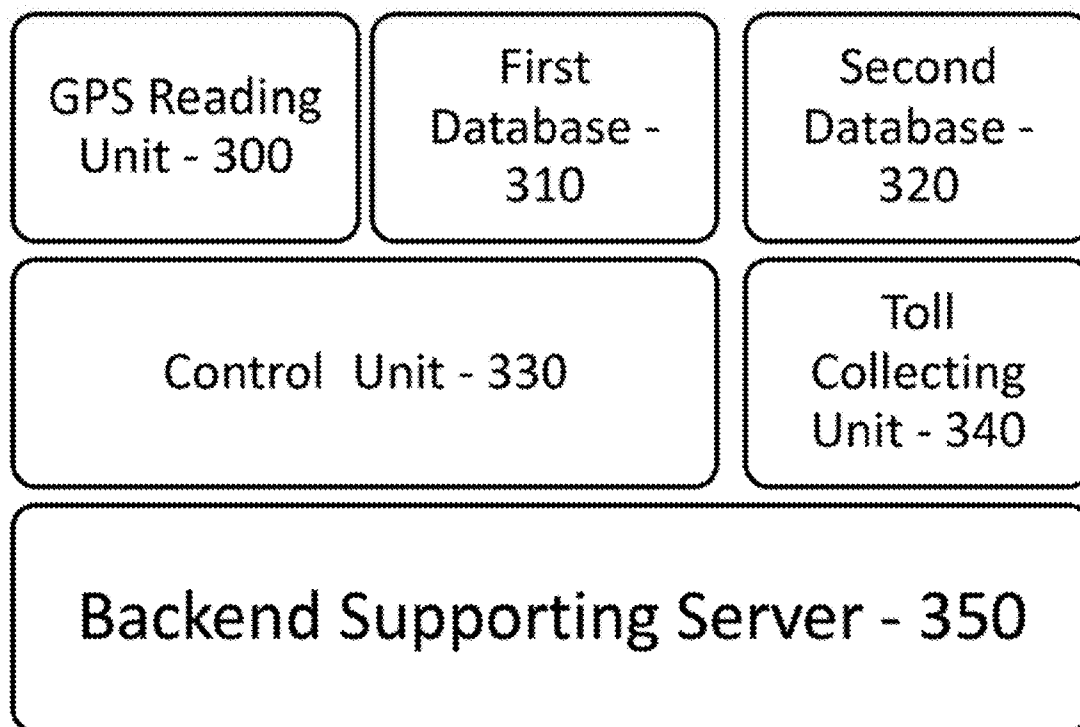 GPS Reading
Unit - 300
First
Database -
310
Second
Database -
320
Control Unit - 330
Toll
Collecting
Unit - 340
Backend Supporting Server - 350